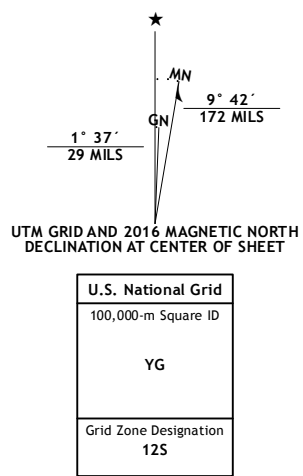 ★
MN
9° 42´
172 MILS
GN
1° 37´
29 MILS
UTM GRID AND 2016 MAGNETIC NORTH
DECLINATION AT CENTER OF SHEET
U.S. National Grid
100,000-m Square ID
YG
Grid Zone Designation
12S